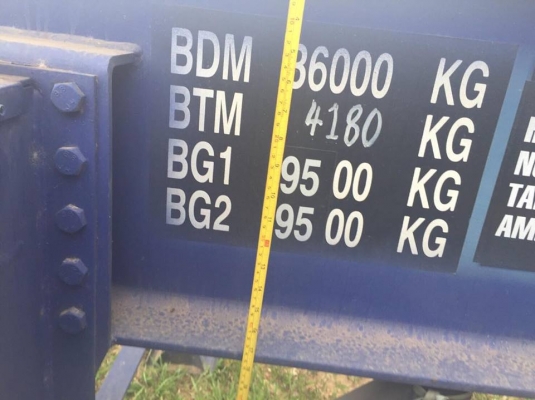 BDM 36000 KG
BTM 4180 KG
BG1 95 00 KG
BG2 95 00 KG